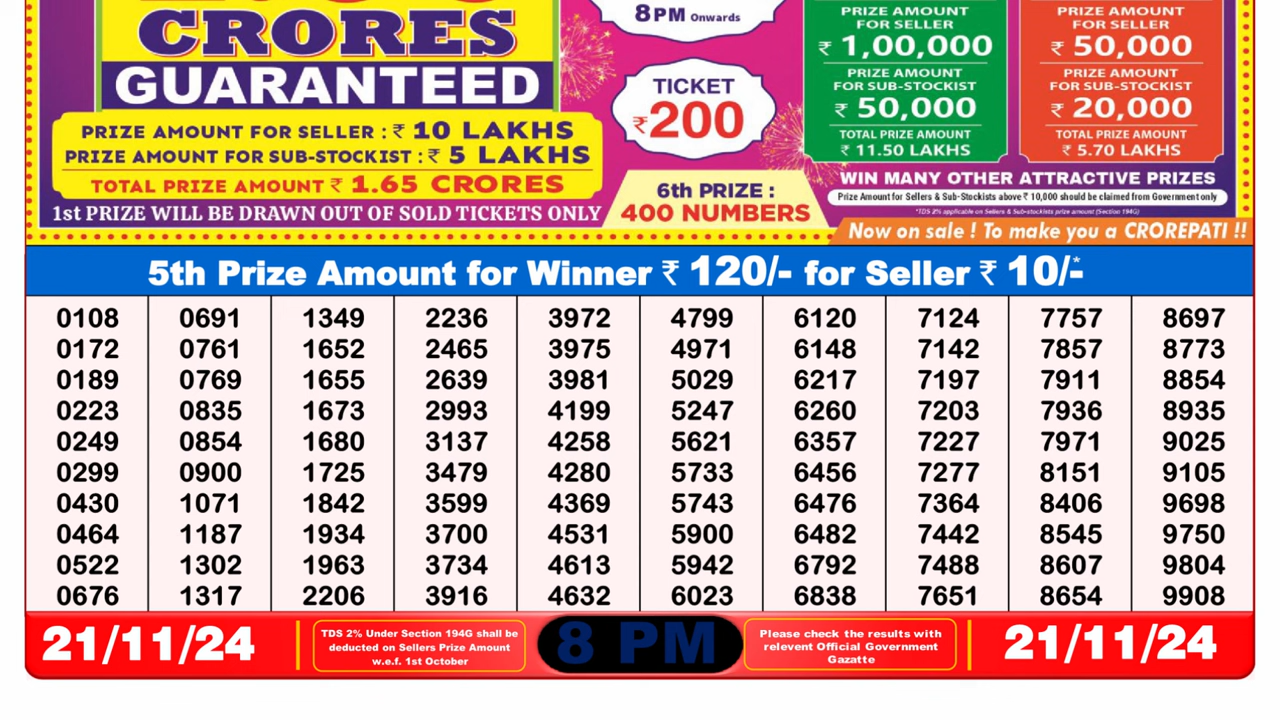 CRORES
GUARANTEED
PRIZE AMOUNT FOR SELLER : ₹ 10 LAKHS
PRIZE AMOUNT FOR SUB-STOCKIST : ₹ 5 LAKHS
TOTAL PRIZE AMOUNT ₹ 1.65 CRORES
1st PRIZE WILL BE DRAWN OUT OF SOLD TICKETS ONLY
8PM Onwards
TICKET
₹200
6th PRIZE :
400 NUMBERS
PRIZE AMOUNT
FOR SELLER
₹ 1,00,000
PRIZE AMOUNT
FOR SUB-STOCKIST
₹ 50,000
TOTAL PRIZE AMOUNT
₹ 11.50 LAKHS
PRIZE AMOUNT
FOR SELLER
₹ 50,000
PRIZE AMOUNT
FOR SUB-STOCKIST
₹ 20,000
TOTAL PRIZE AMOUNT
₹ 5.70 LAKHS
WIN MANY OTHER ATTRACTIVE PRIZES
Prize Amount for Sellers & Sub-Stockists above ₹ 10,000 should be claimed from Government only
*TDS 2% applicable on Sellers & Sub-stockists prize amount (Section 194G)
Now on sale ! To make you a CROREPATI !!
5th Prize Amount for Winner ₹ 120/- for Seller ₹ 10/-*
0108 0691 1349 2236 3972 4799 6120 7124 7757 8697
0172 0761 1652 2465 3975 4971 6148 7142 7857 8773
0189 0769 1655 2639 3981 5029 6217 7197 7911 8854
0223 0835 1673 2993 4199 5247 6260 7203 7936 8935
0249 0854 1680 3137 4258 5621 6357 7227 7971 9025
0299 0900 1725 3479 4280 5733 6456 7277 8151 9105
0430 1071 1842 3599 4369 5743 6476 7364 8406 9698
0464 1187 1934 3700 4531 5900 6482 7442 8545 9750
0522 1302 1963 3734 4613 5942 6792 7488 8607 9804
0676 1317 2206 3916 4632 6023 6838 7651 8654 9908
21/11/24
TDS 2% Under Section 194G shall be
deducted on Sellers Prize Amount
w.e.f. 1st October
8 PM
Please check the results with
relevent Official Government
Gazatte
21/11/24